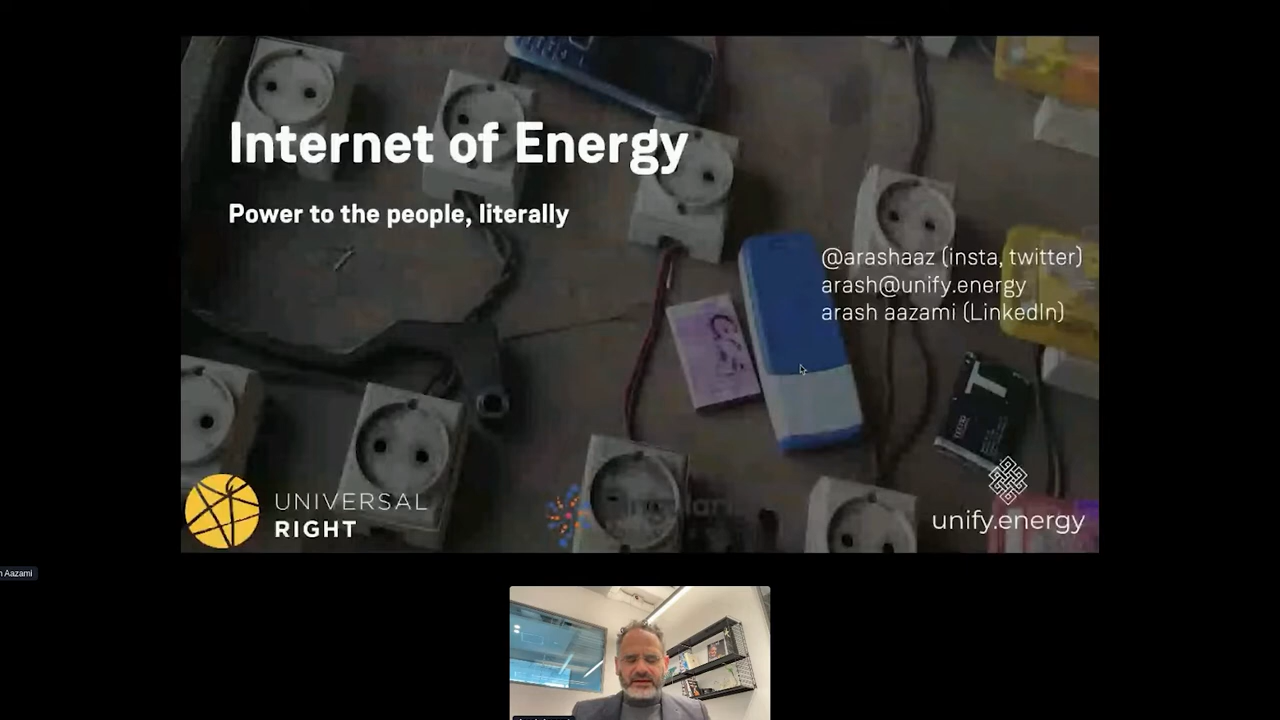 Internet of Energy
Power to the people, literally
@arashaaz (insta, twitter)
arash@unify.energy
arash aazami (LinkedIn)
T
UNIVERSAL
RIGHT
unify.energy
Aazami